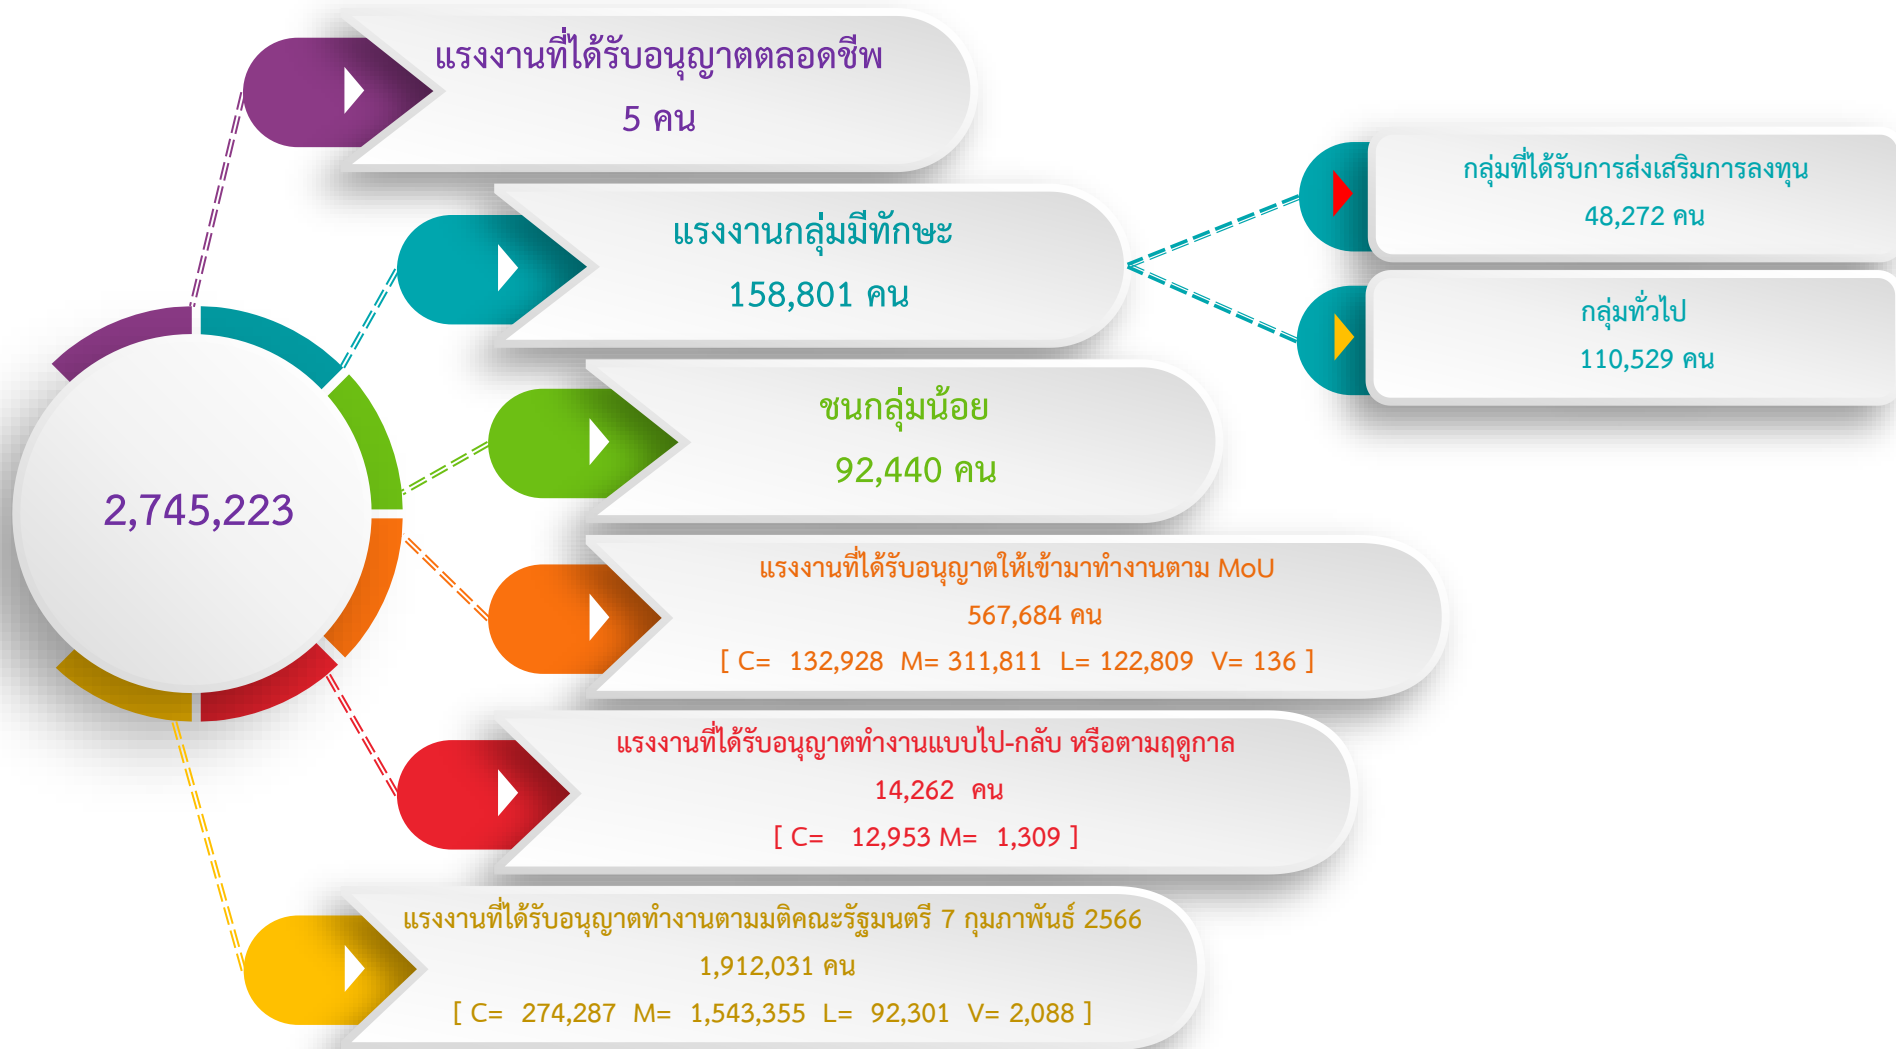 แรงงานที่ได้รับอนุญาตตลอดชีพ
5 คน
แรงงานกลุ่มมีทักษะ
158,801 คน
กลุ่มที่ได้รับการส่งเสริมการลงทุน
48,272 คน
กลุ่มทั่วไป
110,529 คน
ชนกลุ่มน้อย
92,440 คน
2,745,223
แรงงานที่ได้รับอนุญาตให้เข้ามาทำงานตาม MoU
567,684 คน
[ C= 132,928 M= 311,811 L= 122,809 V= 136 ]
แรงงานที่ได้รับอนุญาตทำงานแบบไป-กลับ หรือตามฤดูกาล
14,262 คน
[ C= 12,953 M= 1,309 ]
แรงงานที่ได้รับอนุญาตทำงานตามมติคณะรัฐมนตรี 7 กุมภาพันธ์ 2566
1,912,031 คน
[ C= 274,287 M= 1,543,355 L= 92,301 V= 2,088 ]